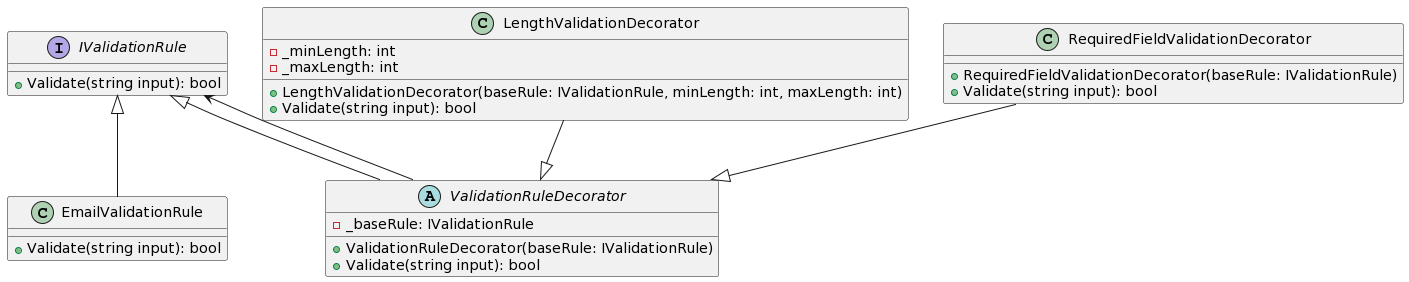 I IValidationRule
+ Validate(string input): bool
C LengthValidationDecorator
_minLength: int
_maxLength: int
LengthValidationDecorator(baseRule: IValidationRule, minLength: int, maxLength: int)
Validate(string input): bool
C RequiredFieldValidationDecorator
RequiredFieldValidationDecorator(baseRule: IValidationRule)
Validate(string input): bool
C EmailValidationRule
Validate(string input): bool
A ValidationRuleDecorator
_baseRule: IValidationRule
ValidationRuleDecorator(baseRule: IValidationRule)
Validate(string input): bool